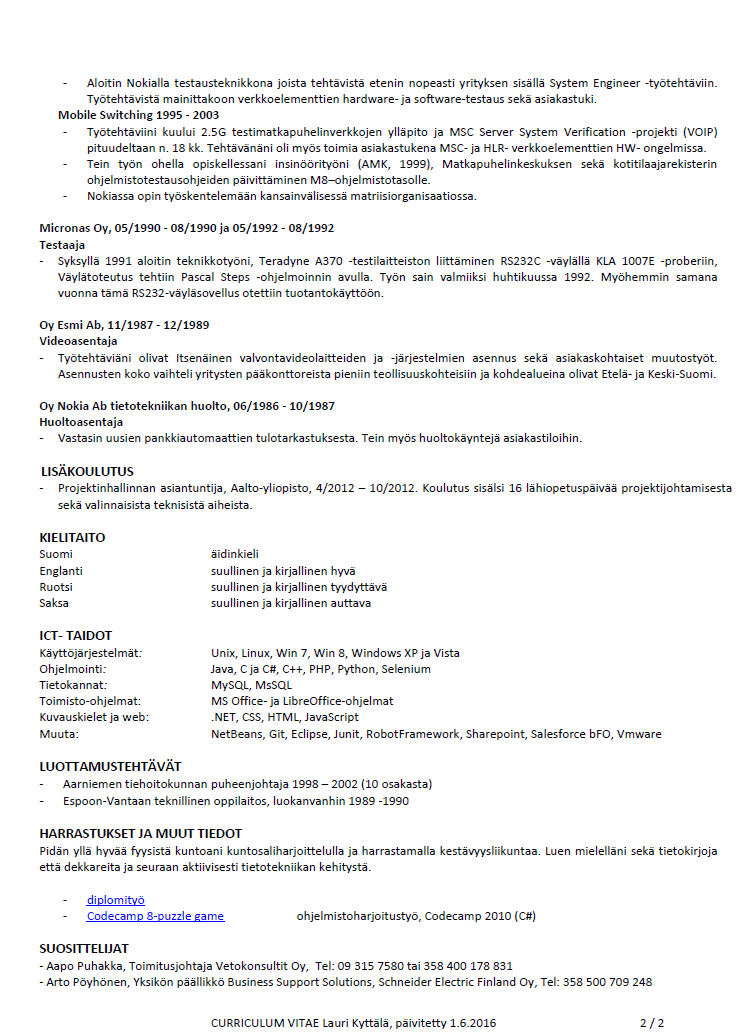 - Aloitin Nokialla testausteknikkona joista tehtävistä etenin nopeasti yrityksen sisällä System Engineer -työtehtäviin.
Työtehtävistä mainittakoon verkkoelementtien hardware- ja software-testaus sekä asiakastuki.
Mobile Switching 1995 - 2003
- Työtehtäviini kuului 2.5G testimatkapuhelinverkkojen ylläpito ja MSC Server System Verification -projekti (VOIP)
pituudeltaan n. 18 kk. Tehtävänäni oli myös toimia asiakastukena MSC- ja HLR- verkkoelementtien HW- ongelmissa.
- Tein työn ohella opiskellessani insinöörityöni (AMK, 1999), Matkapuhelinkeskuksen sekä kotitilaajarekisterin
ohjelmistotestausohjeiden päivittäminen M8–ohjelmistotasolle.
- Nokiassa opin työskentelemään kansainvälisessä matriisiorganisaatiossa.
Micronas Oy, 05/1990 - 08/1990 ja 05/1992 - 08/1992
Testaaja
- Syksyllä 1991 aloitin teknikkotyöni, Teradyne A370 -testilaitteiston liittäminen RS232C -väylällä KLA 1007E -proberiin,
Väylätoteutus tehtiin Pascal Steps -ohjelmoinnin avulla. Työn sain valmiiksi huhtikuussa 1992. Myöhemmin samana
vuonna tämä RS232-väyläsovellus otettiin tuotantokäyttöön.
Oy Esmi Ab, 11/1987 - 12/1989
Videoasentaja
- Työtehtäviäni olivat Itsenäinen valvontavideolaitteiden ja -järjestelmien asennus sekä asiakaskohtaiset muutostyöt.
Asennusten koko vaihteli yritysten pääkonttoreista pieniin teollisuuskohteisiin ja kohdealueina olivat Etelä- ja Keski-Suomi.
Oy Nokia Ab tietotekniikan huolto, 06/1986 - 10/1987
Huoltoasentaja
- Vastasin uusien pankkiautomaattien tulotarkastuksesta. Tein myös huoltokäyntejä asiakastiloihin.
LISÄKOULUTUS
- Projektinhallinnan asiantuntija, Aalto-yliopisto, 4/2012 – 10/2012. Koulutus sisälsi 16 lähiopetuspäivää projektijohtamisesta
sekä valinnaisista teknisistä aiheista.
KIELITAITO
Suomi äidinkieli
Englanti suullinen ja kirjallinen hyvä
Ruotsi suullinen ja kirjallinen tyydyttävä
Saksa suullinen ja kirjallinen auttava
ICT- TAIDOT
Käyttöjärjestelmät: Unix, Linux, Win 7, Win 8, Windows XP ja Vista
Ohjelmointi: Java, C ja C#, C++, PHP, Python, Selenium
Tietokannat: MySQL, MsSQL
Toimisto-ohjelmat: MS Office- ja LibreOffice-ohjelmat
Kuvauskielet ja web: .NET, CSS, HTML, JavaScript
Muuta: NetBeans, Git, Eclipse, Junit, RobotFramework, Sharepoint, Salesforce bFO, Vmware
LUOTTAMUSTEHTÄVÄT
- Aarniemen tiehoitokunnan puheenjohtaja 1998 – 2002 (10 osakasta)
- Espoon-Vantaan teknillinen oppilaitos, luokanvanhin 1989 -1990
HARRASTUKSET JA MUUT TIEDOT
Pidän yllä hyvää fyysistä kuntoani kuntosaliharjoittelulla ja harrastamalla kestävyysliikuntaa. Luen mielelläni sekä tietokirjoja
että dekkareita ja seuraan aktiivisesti tietotekniikan kehitystä.
- diplomityö
- Codecamp 8-puzzle game ohjelmistoharjoitustyö, Codecamp 2010 (C#)
SUOSITTELIJAT
- Aapo Puhakka, Toimitusjohtaja Vetokonsultit Oy, Tel: 09 315 7580 tai 358 400 178 831
- Arto Pöyhönen, Yksikön päällikkö Business Support Solutions, Schneider Electric Finland Oy, Tel: 358 500 709 248
CURRICULUM VITAE Lauri Kyttälä, päivitetty 1.6.2016 2 / 2